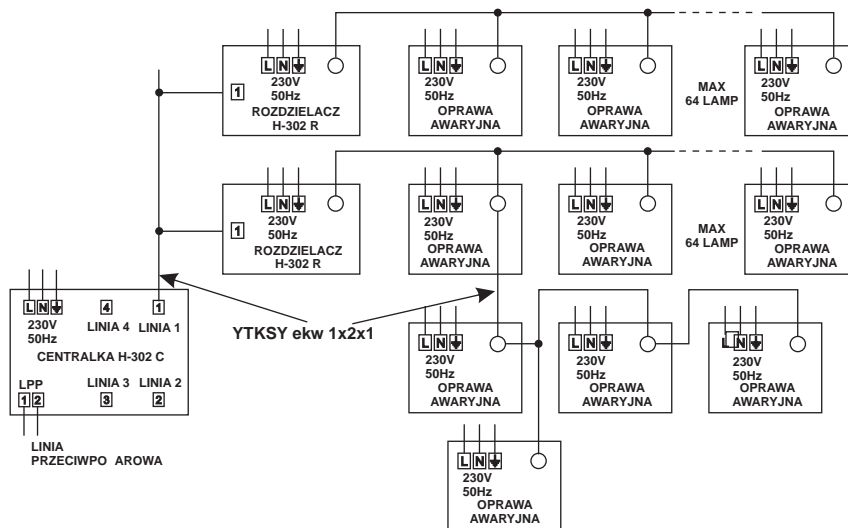 L N L N L N L N
230V 230V 230V 230V
50Hz 50Hz 50Hz 50Hz
1
ROZDZIELACZ
H-302 R
OPRAWA
AWARYJNA
OPRAWA
AWARYJNA
MAX
64 LAMP
OPRAWA
AWARYJNA
L N L N L N L N
230V 230V 230V 230V
50Hz 50Hz 50Hz 50Hz
1
ROZDZIELACZ
H-302 R
OPRAWA
AWARYJNA
OPRAWA
AWARYJNA
MAX
64 LAMP
OPRAWA
AWARYJNA
L N 4 1
230V LINIA 4 LINIA 1
50Hz
CENTRALKA H-302 C
LPP LINIA 3 LINIA 2
1 2 3 2
LINIA
PRZECIWPO AROWA
YTKSY ekw 1x2x1
L N L N L N
230V 230V 230V
50Hz 50Hz 50Hz
OPRAWA
AWARYJNA
OPRAWA
AWARYJNA
OPRAWA
AWARYJNA
L N
230V
50Hz
OPRAWA
AWARYJNA